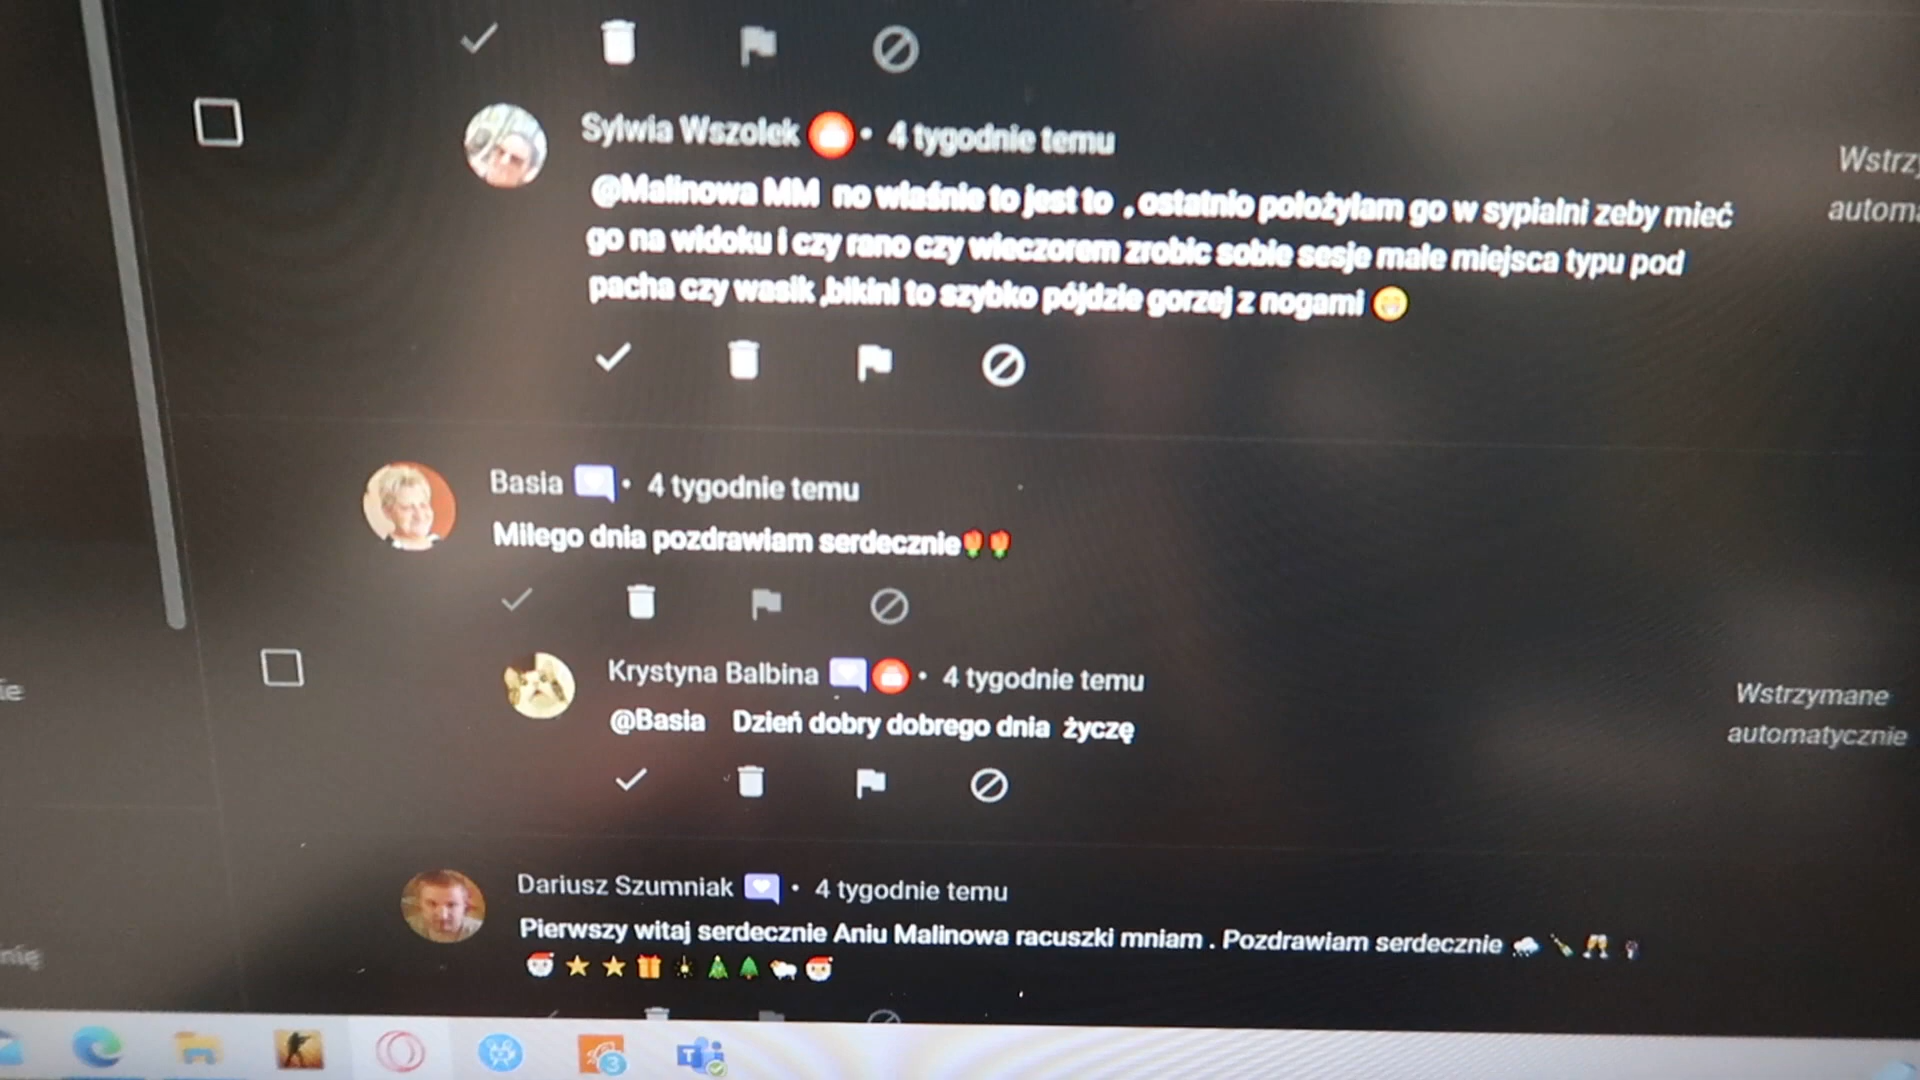 Sylwia Wszolek • 4 tygodnie temu
Wstrzy
@Malinowa MM no właśnie to jest to , ostatnio położyłam go w sypialni zeby mieć
autom
go na widoku i czy rano czy wieczorem zrobic sobie sesje małe miejsca typu pod
pacha czy wasik ,bikini to szybko pójdzie gorzej z nogami 😁
Basia • 4 tygodnie temu
Miłego dnia pozdrawiam serdecznie🌷🌷
Krystyna Balbina • 4 tygodnie temu
Wstrzymane
@Basia Dzień dobry dobrego dnia życzę
automatycznie
Dariusz Szumniak • 4 tygodnie temu
Pierwszy witaj serdecznie Aniu Malinowa racuszki mniam . Pozdrawiam serdecznie
3
T